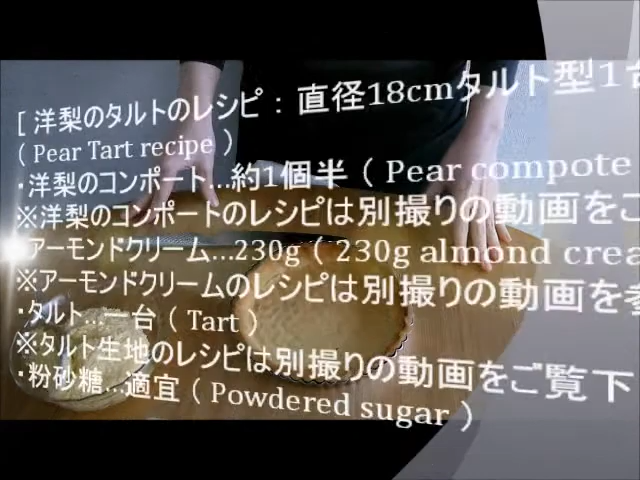 [ 洋梨のタルトのレシピ：直径18cmタルト型1台
( Pear Tart recipe )
・洋梨のコンポート…約1個半 ( Pear compote
※洋梨のコンポートのレシピは別撮りの動画をご
アーモンドクリーム…230g ( 230g almond crea
※アーモンドクリームのレシピは別撮りの動画を参
・タルト…一台 ( Tart )
※タルト生地のレシピは別撮りの動画をご覧下
・粉砂糖…適宜 ( Powdered sugar )